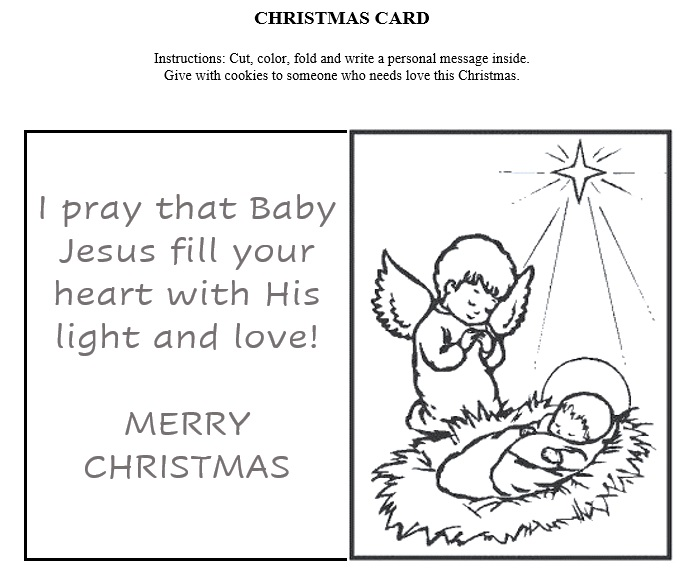 CHRISTMAS CARD
Instructions: Cut, color, fold and write a personal message inside.
Give with cookies to someone who needs love this Christmas.
I pray that Baby
Jesus fill your
heart with His
light and love!
MERRY
CHRISTMAS